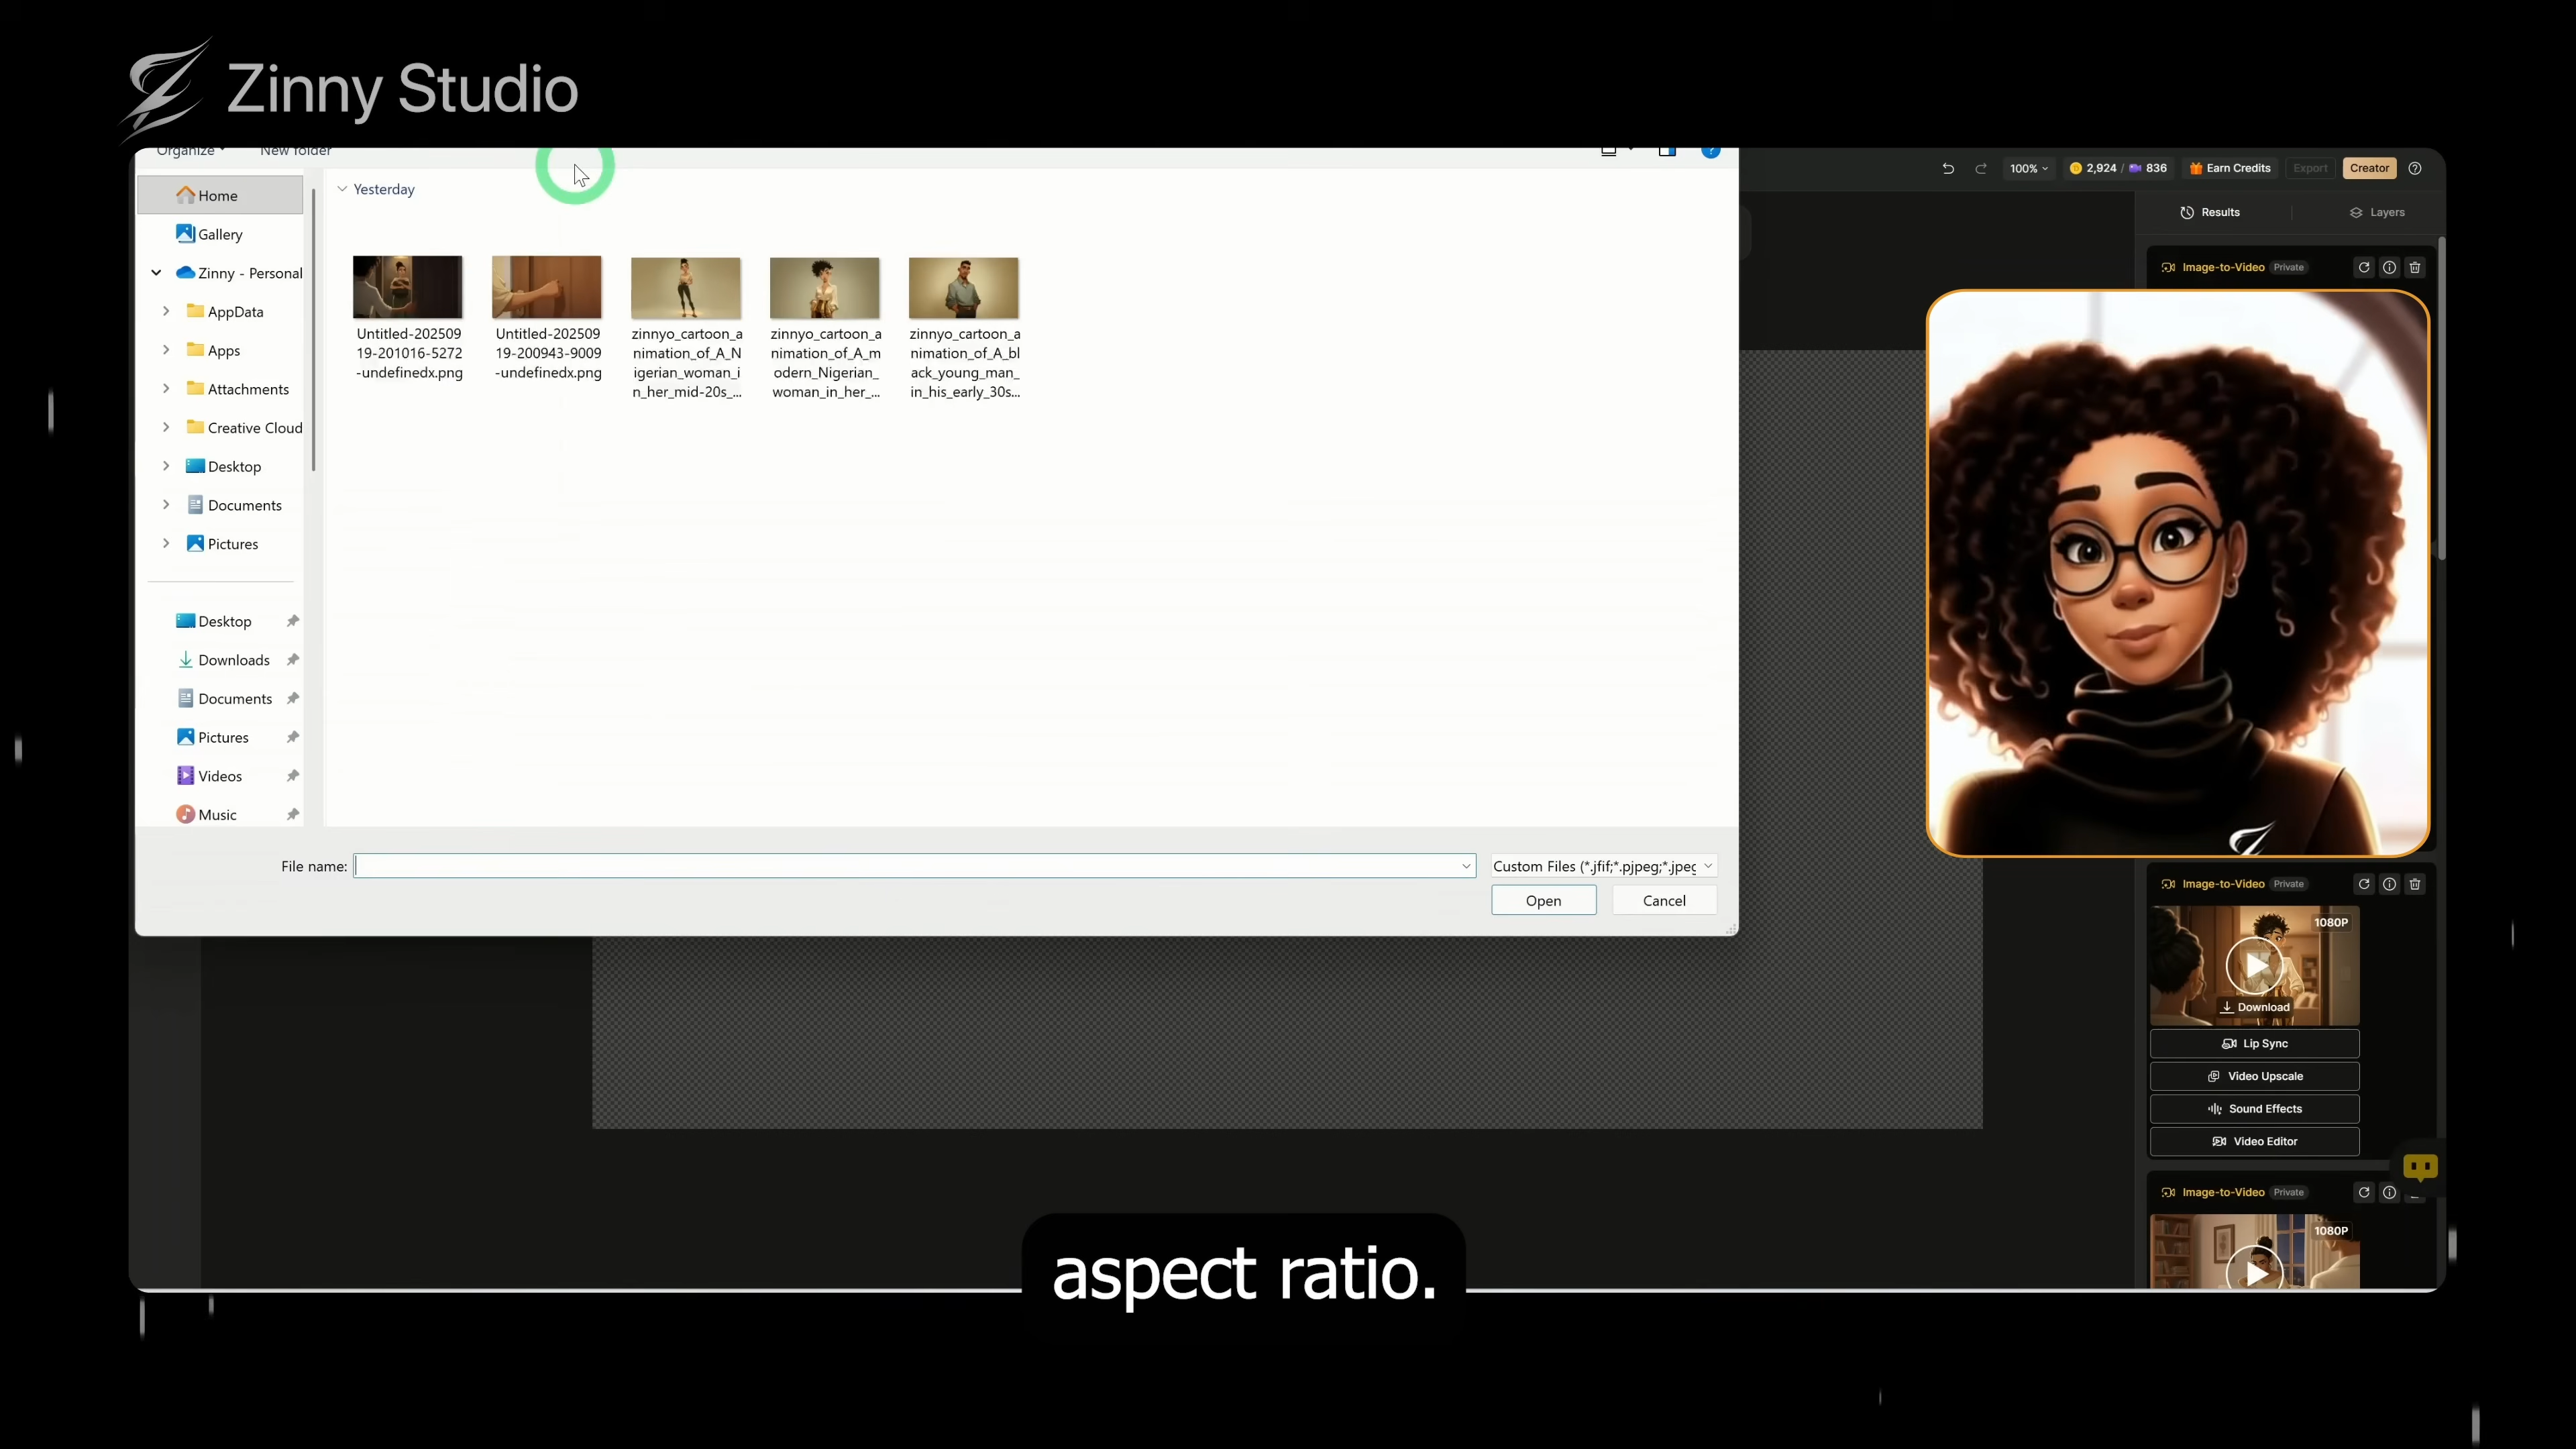 Zinny Studio
Organize
New folder
100%
2,924 / 836
Earn Credits
Export
Creator
Home
Yesterday
Results
Layers
Gallery
Zinny - Personal
Image-to-Video Private
AppData
Apps
Attachments
Creative Cloud
Desktop
Documents
Pictures
Untitled-202509
19-201016-5272
-undefinedx.png
Untitled-202509
19-200943-9009
-undefinedx.png
zinnyo_cartoon_a
nimation_of_A_N
igerian_woman_i
n_her_mid-20s_...
zinnyo_cartoon_a
nimation_of_A_m
odern_Nigerian_
woman_in_her_...
zinnyo_cartoon_a
nimation_of_A_bl
ack_young_man_
in_his_early_30s...
Desktop
Downloads
Documents
Pictures
Videos
Music
File name:
Custom Files (*.jfif;*.pjpeg;*.jpeg
Open
Cancel
Image-to-Video Private
1080P
Download
Lip Sync
Video Upscale
Sound Effects
Video Editor
Image-to-Video Private
1080P
aspect ratio.